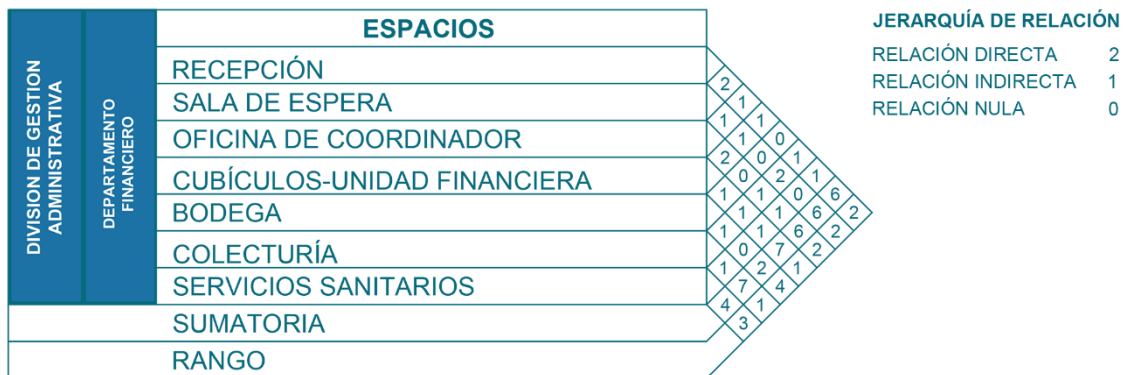 DIVISION DE GESTION
ADMINISTRATIVA
DEPARTAMENTO
FINANCIERO
ESPACIOS
RECEPCIÓN
SALA DE ESPERA
OFICINA DE COORDINADOR
CUBÍCULOS-UNIDAD FINANCIERA
BODEGA
COLECTURÍA
SERVICIOS SANITARIOS
SUMATORIA
RANGO
2
1
1 1
1 0
2 0 1
0 2 1
1 1 0 6
1 1 6 2
1 1 6 2
0 7 2
1 2 1
7 4
4 1
3
JERARQUÍA DE RELACIÓN
RELACIÓN DIRECTA 2
RELACIÓN INDIRECTA 1
RELACIÓN NULA 0